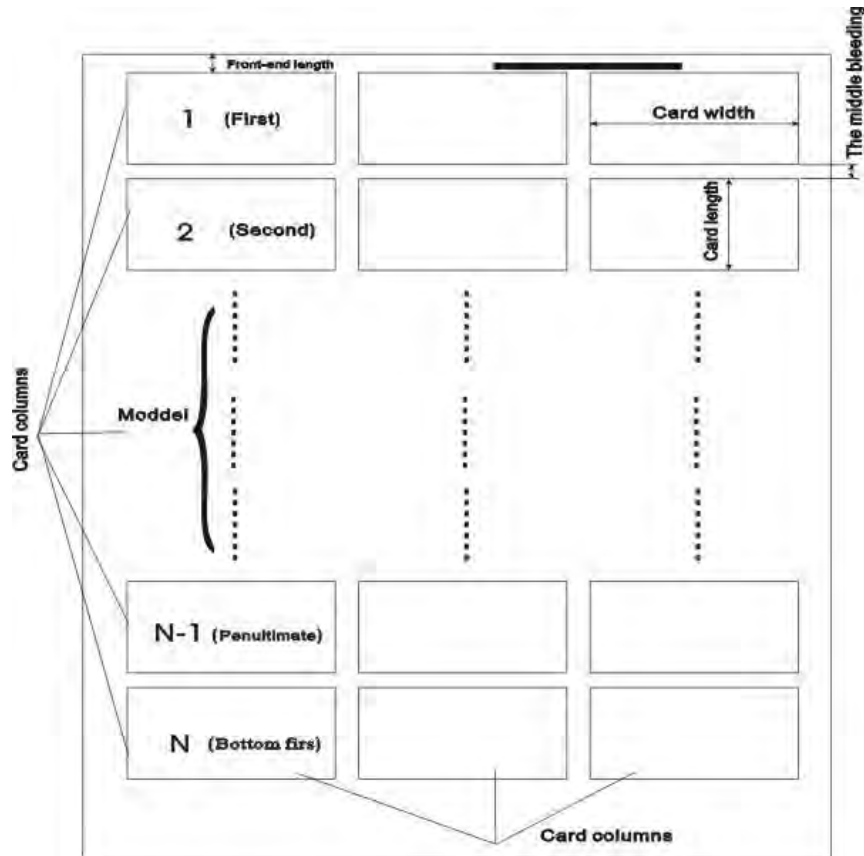 Front-end length
The middle bleeding
1 (First)
Card width
2 (Second)
Card length
Card columns
Moddel
N-1 (Penultimate)
N (Bottom firs)
Card columns